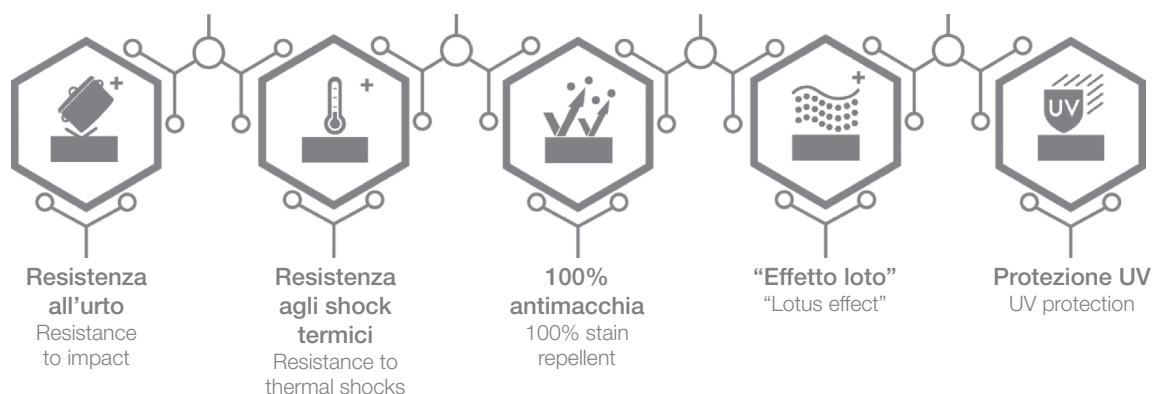 UV
Resistenza
all’urto
Resistance
to impact
Resistenza
agli shock
termici
Resistance to
thermal shocks
100%
antimacchia
100% stain
repellent
“Effetto loto”
“Lotus effect”
Protezione UV
UV protection